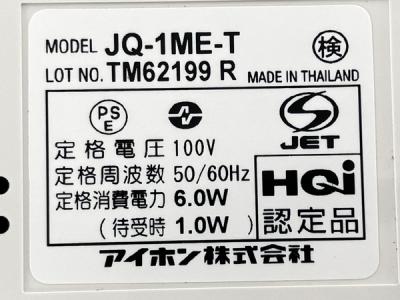 MODEL JQ-1ME-T 検
LOT NO. TM62199 R MADE IN THAILAND
PS
E
S
JET
定格電圧 100V
定格周波数 50/60Hz
定格消費電力 6.0W
(待受時 1.0W)
HQi
認定品
アイホン株式会社